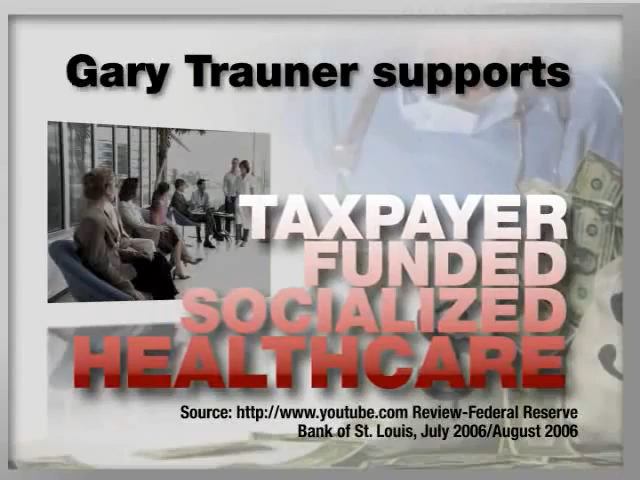 Gary Trauner supports
TAXPAYER
FUNDED
SOCIALIZED
HEALTHCARE
Source: http://www.youtube.com Review-Federal Reserve
Bank of St. Louis, July 2006/August 2006